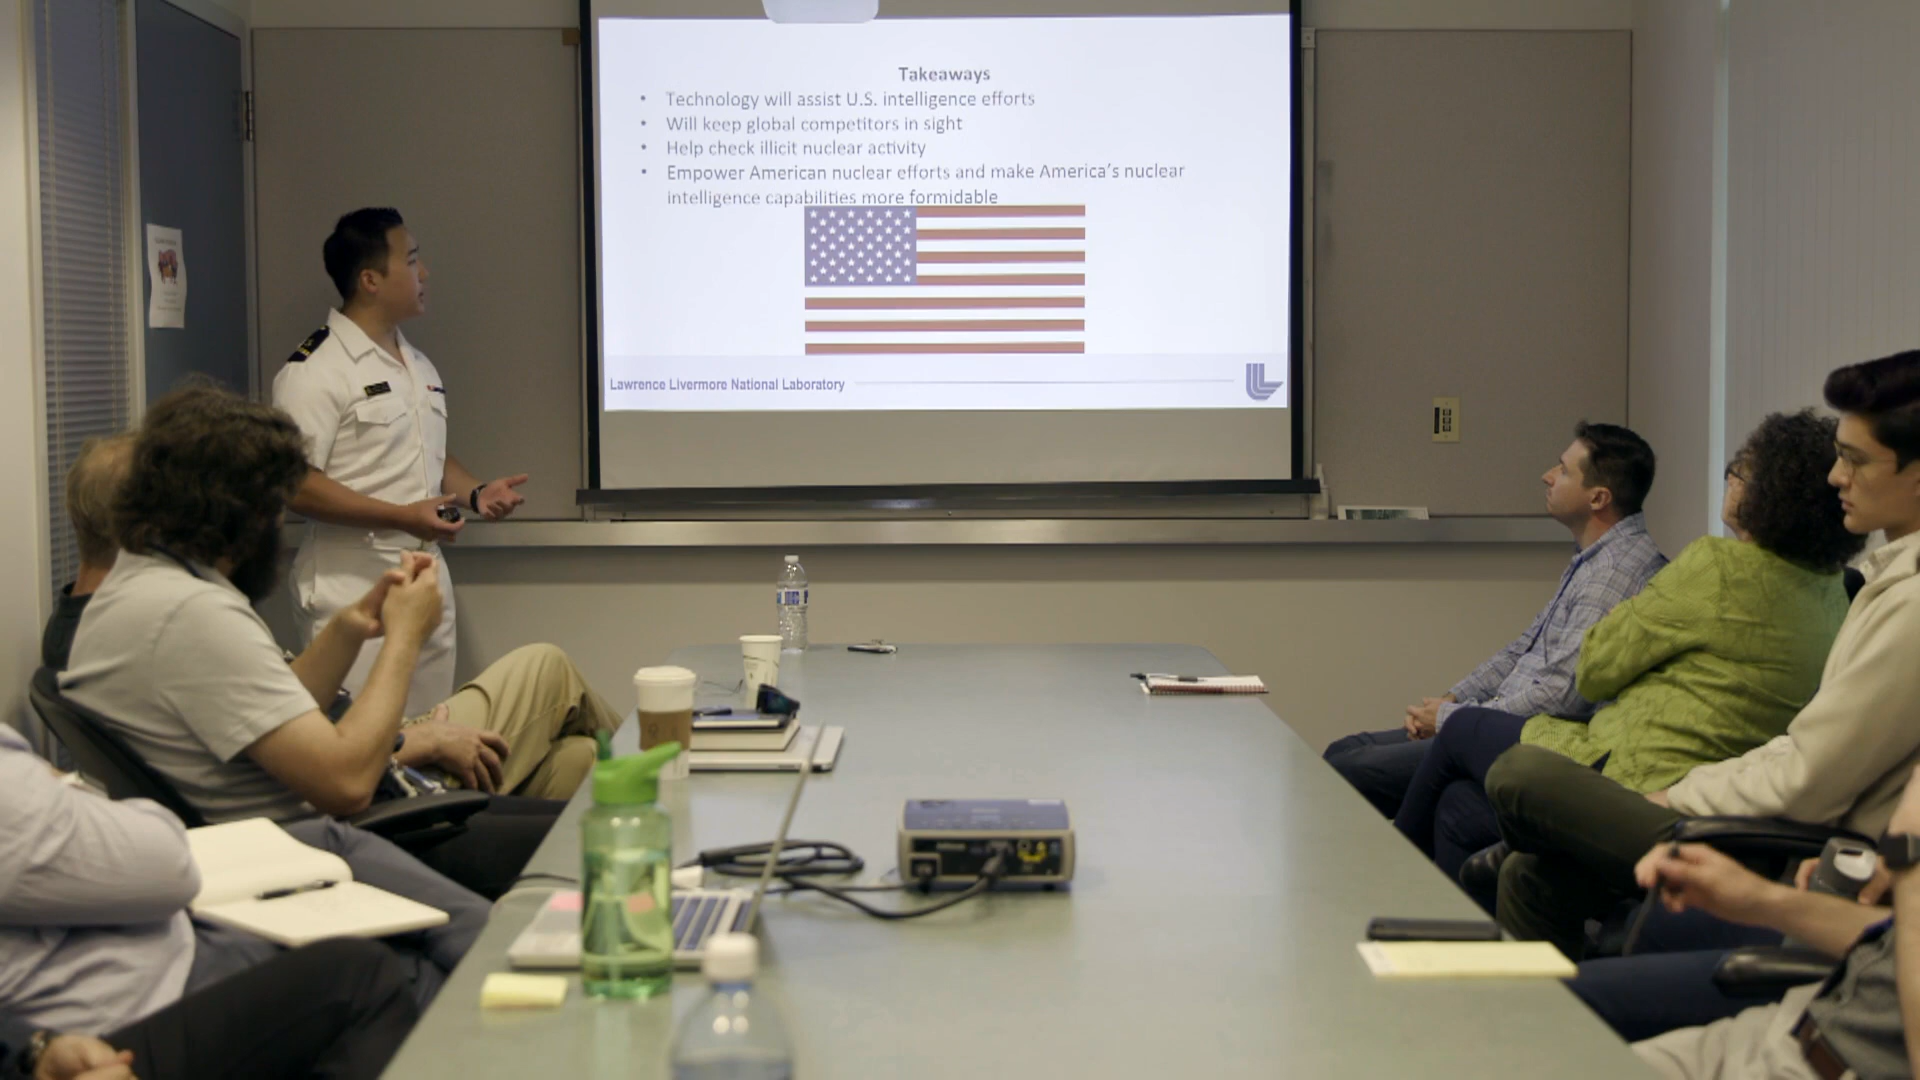 Takeaways
• Technology will assist U.S. intelligence efforts
• Will keep global competitors in sight
• Help check illicit nuclear activity
• Empower American nuclear efforts and make America's nuclear
intelligence capabilities more formidable
Lawrence Livermore National Laboratory